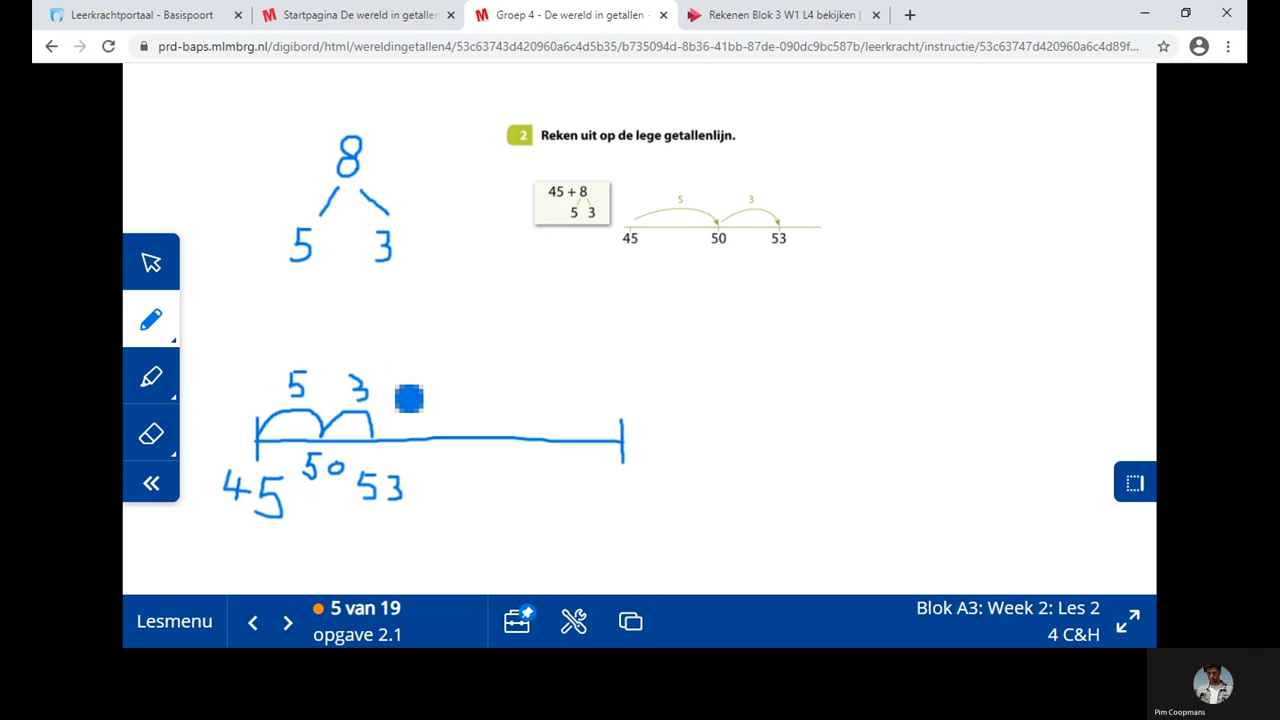 Leerkrachtportaal - Basispoort
Startpagina De wereld in getallen
Groep 4 - De wereld in getallen -
Rekenen Blok 3 W1 L4 bekijken |
prd-baps.mlmbrg.nl/digibord/html/wereldingetallen4/53c63743d420960a6c4d5b35/b735094d-8b36-41bb-87de-090dc9bc587b/leerkracht/instructie/53c63747d420960a6c4d89f...
2 Reken uit op de lege getallenlijn.
45 + 8
5 3
5 3
45 50 53
8
5 3
5 3
45 50 53
Lesmenu
5 van 19
opgave 2.1
Blok A3: Week 2: Les 2
4 C&H
Pim Coopmans